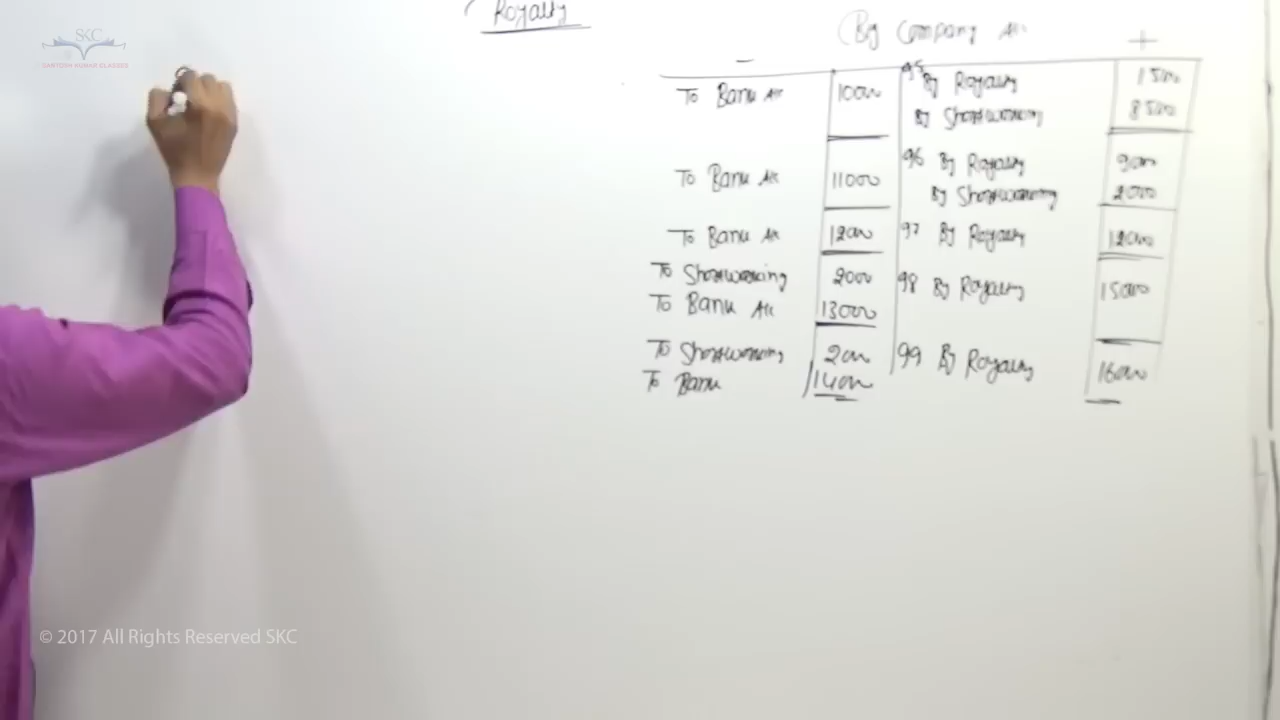 SKC
SANTOSH KUMAR CLASSES
Royalty
By Company A/c
- +
To Bank A/c 10000 95 By Royalty 1500
By Shortworking 8500
To Bank A/c 11000 96 By Royalty 9000
By Shortworking 2000
To Bank A/c 12000 97 By Royalty 12000
To Shortworking 2000 98 By Royalty 15000
To Bank A/c 13000
To Shortworking 2000 99 By Royalty 16000
To Bank 14000
© 2017 All Rights Reserved SKC